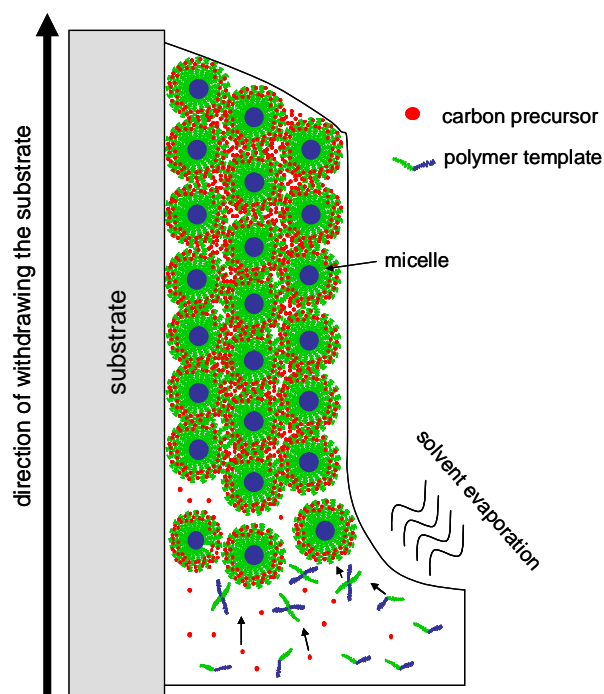 direction of withdrawing the substrate
substrate
carbon precursor
polymer template
micelle
solvent evaporation